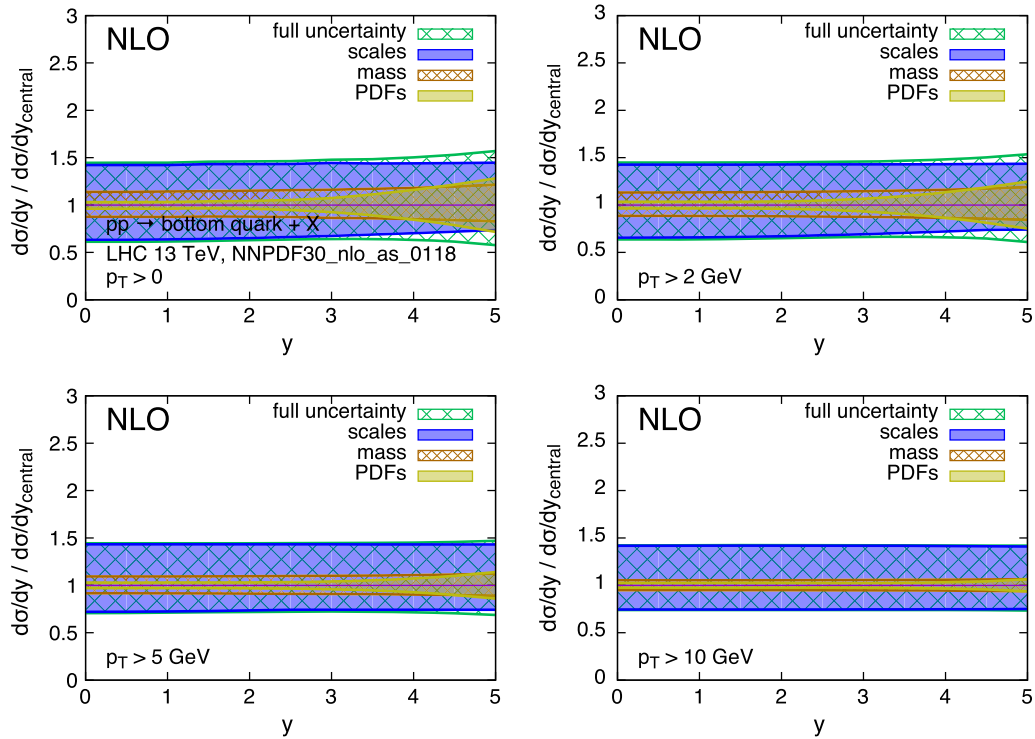 NLO
full uncertainty
scales
mass
PDFs
dσ/dy / dσ/dy_central
3
2.5
2
1.5
1
0.5
0
pp → bottom quark + X
LHC 13 TeV, NNPDF30_nlo_as_0118
p_T > 0
0 1 2 3 4 5
y
NLO
full uncertainty
scales
mass
PDFs
dσ/dy / dσ/dy_central
3
2.5
2
1.5
1
0.5
0
p_T > 2 GeV
0 1 2 3 4 5
y
NLO
full uncertainty
scales
mass
PDFs
dσ/dy / dσ/dy_central
3
2.5
2
1.5
1
0.5
0
p_T > 5 GeV
0 1 2 3 4 5
y
NLO
full uncertainty
scales
mass
PDFs
dσ/dy / dσ/dy_central
3
2.5
2
1.5
1
0.5
0
p_T > 10 GeV
0 1 2 3 4 5
y